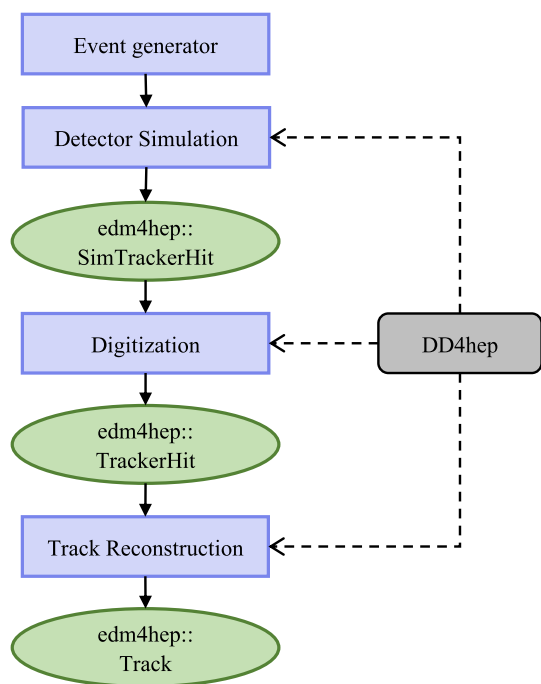 Event generator
Detector Simulation
edm4hep::
SimTrackerHit
Digitization
DD4hep
edm4hep::
TrackerHit
Track Reconstruction
edm4hep::
Track